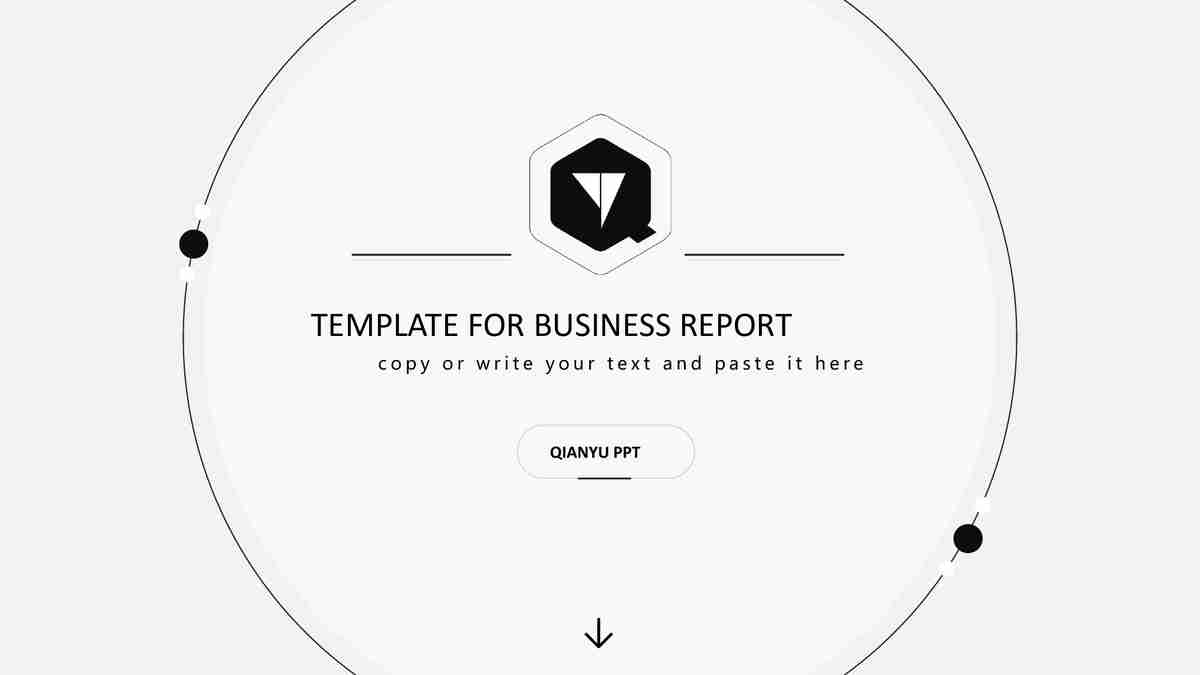 TEMPLATE FOR BUSINESS REPORT
copy or write your text and paste it here
QIANYU PPT